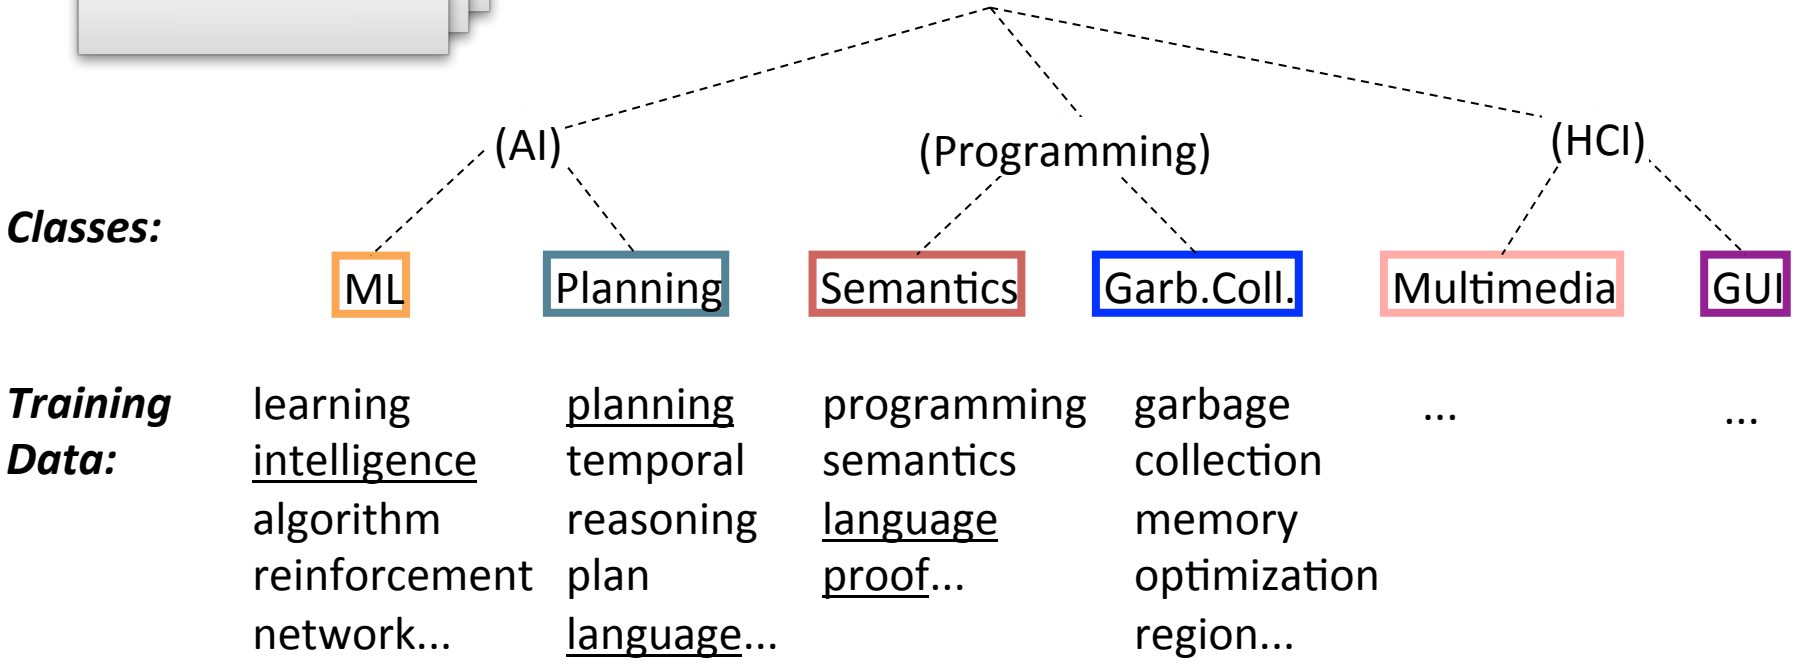 (AI)
(Programming)
(HCI)
Classes:
ML
Planning
Semantics
Garb.Coll.
Multimedia
GUI
Training
Data:
learning
intelligence
algorithm
reinforcement
network...
planning
temporal
reasoning
plan
language...
programming
semantics
language
proof...
garbage
collection
memory
optimization
region...
...
...